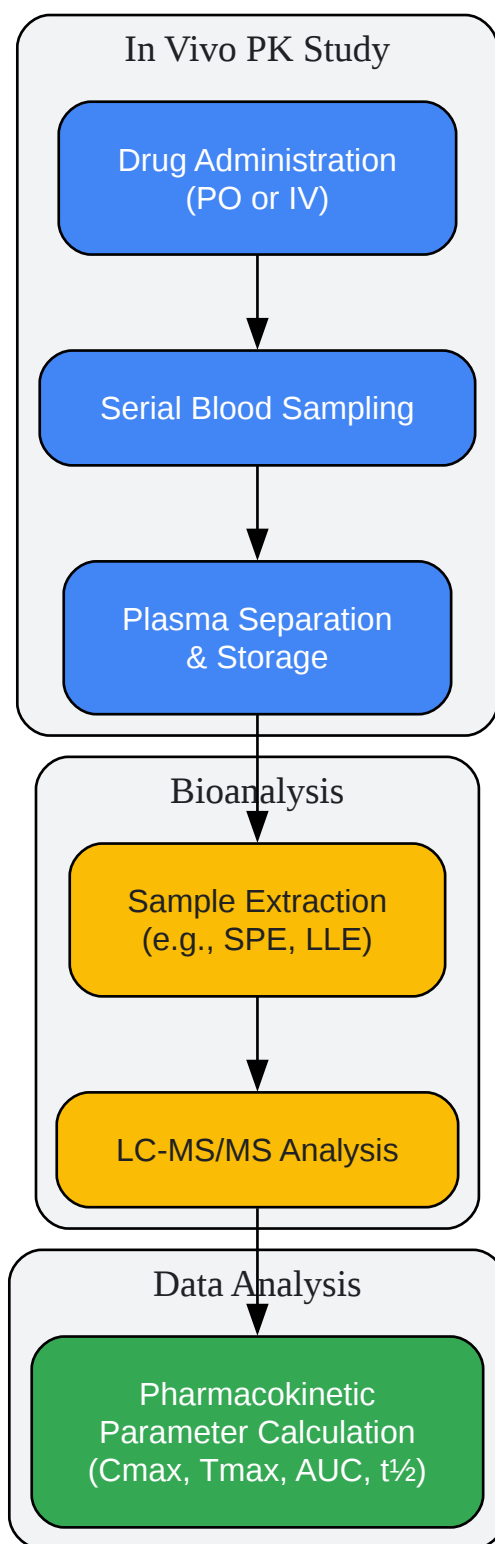 In Vivo PK Study
Drug Administration
(PO or IV)
Serial Blood Sampling
Plasma Separation
& Storage
Bioanalysis
Sample Extraction
(e.g., SPE, LLE)
LC-MS/MS Analysis
Data Analysis
Pharmacokinetic
Parameter Calculation
(Cmax, Tmax, AUC, t½)